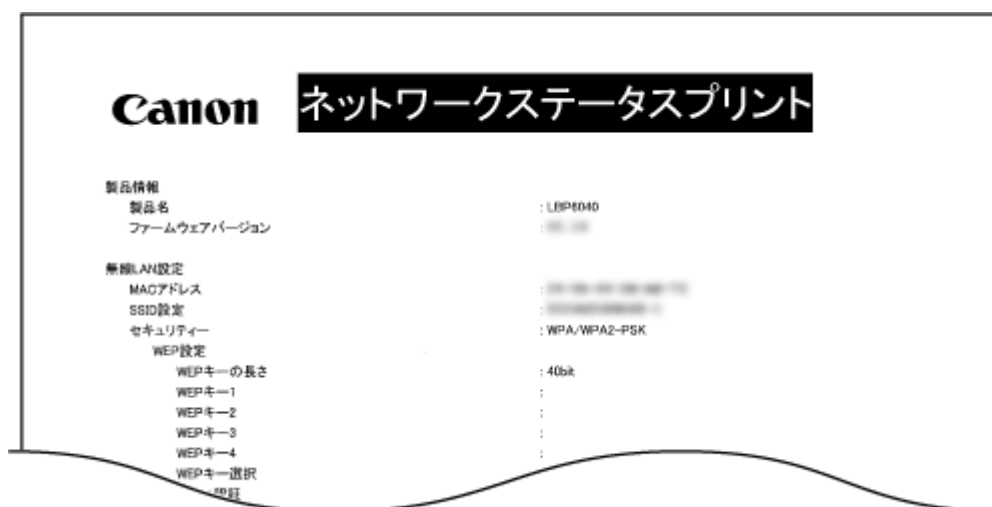 Canon ネットワークステータスプリント
製品情報
製品名 : LBP6040
ファームウェアバージョン :
無線LAN設定
MACアドレス :
SSID設定 :
セキュリティー : WPA/WPA2-PSK
WEP設定
WEPキーの長さ : 40bit
WEPキー1 :
WEPキー2 :
WEPキー3 :
WEPキー4 :
WEPキー選択
認証